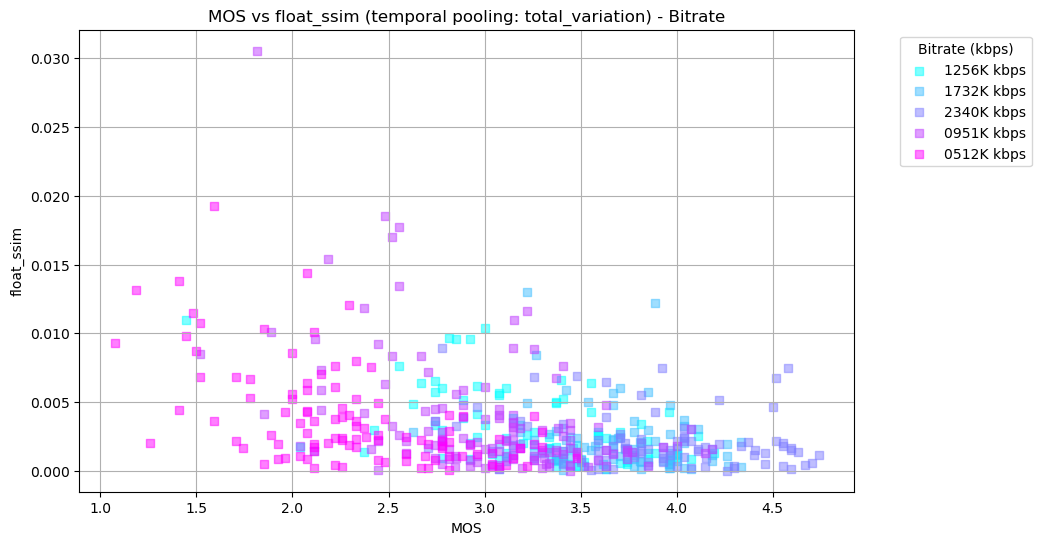 MOS vs float_ssim (temporal pooling: total_variation) - Bitrate
Bitrate (kbps)
1256K kbps
1732K kbps
2340K kbps
0951K kbps
0512K kbps
float_ssim
0.030
0.025
0.020
0.015
0.010
0.005
0.000
1.0 1.5 2.0 2.5 3.0 3.5 4.0 4.5
MOS